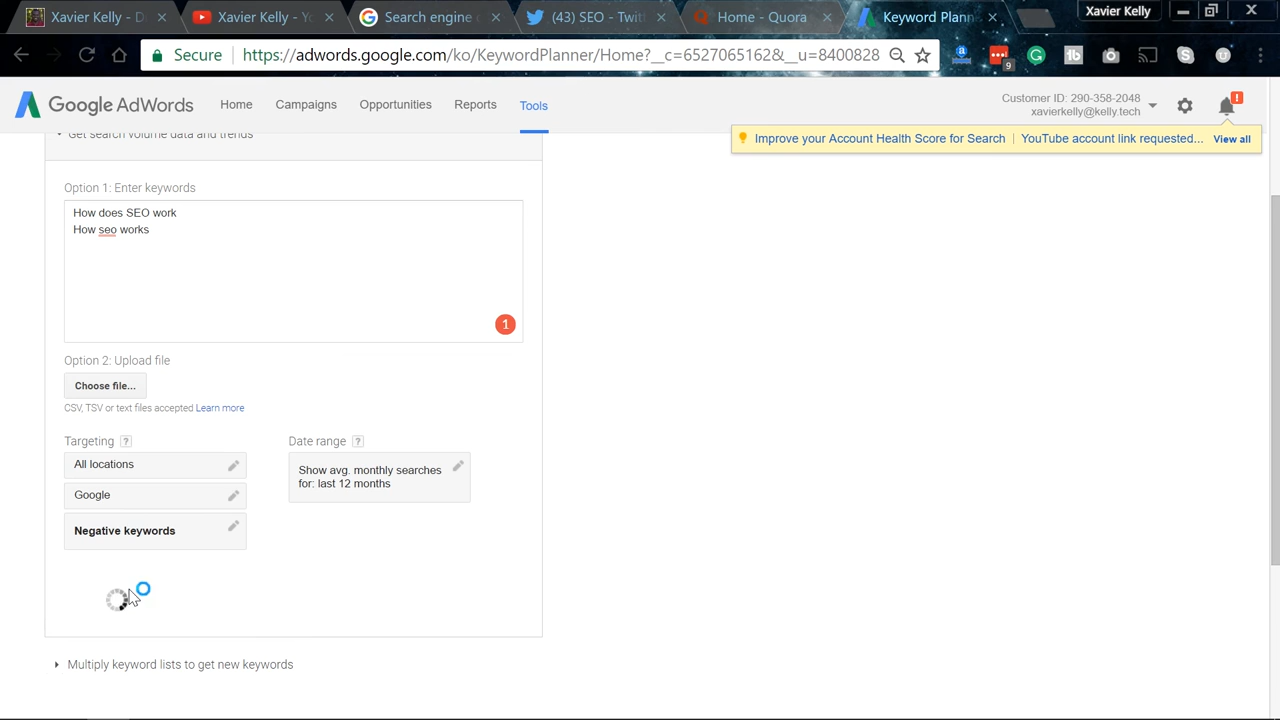 Xavier Kelly - D
Xavier Kelly - Yo
Search engine
(43) SEO - Twitt
Home - Quora
Keyword Plann
Xavier Kelly
Secure
https://adwords.google.com/ko/KeywordPlanner/Home?__c=6527065162&__u=8400828
9
Google AdWords
Home
Campaigns
Opportunities
Reports
Tools
Customer ID: 290-358-2048
xavierkelly@kelly.tech
Improve your Account Health Score for Search
YouTube account link requested...
View all
Get search volume data and trends
Option 1: Enter keywords
How does SEO work
How seo works
1
Option 2: Upload file
Choose file...
CSV, TSV or text files accepted Learn more
Targeting ?
Date range ?
All locations
Google
Negative keywords
Show avg. monthly searches
for: last 12 months
Multiply keyword lists to get new keywords